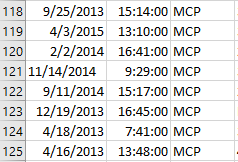 118 9/25/2013 15:14:00 MCP
119 4/3/2015 13:10:00 MCP
120 2/2/2014 16:41:00 MCP
121 11/14/2014 9:29:00 MCP
122 9/11/2014 15:17:00 MCP
123 12/19/2013 16:45:00 MCP
124 4/18/2013 7:41:00 MCP
125 4/16/2013 13:48:00 MCP